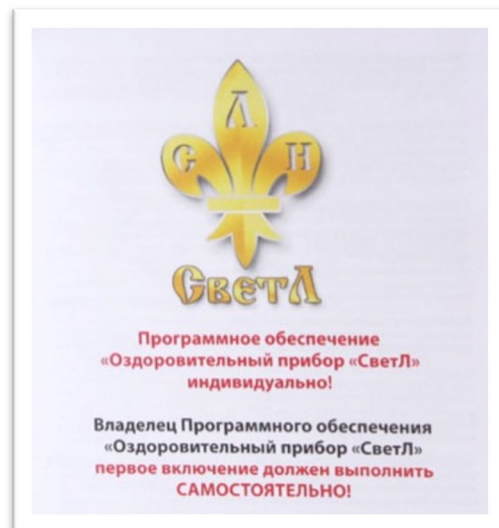 С Л Н
СветЛ
Программное обеспечение
«Оздоровительный прибор «СветЛ»
индивидуально!
Владелец Программного обеспечения
«Оздоровительный прибор «СветЛ»
первое включение должен выполнить
САМОСТОЯТЕЛЬНО!